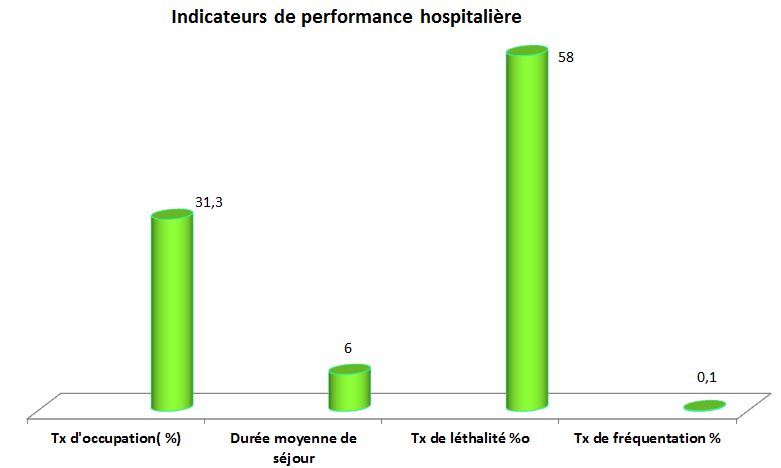 Indicateurs de performance hospitalière
58
31,3
6
0,1
Tx d'occupation( %)
Durée moyenne de
séjour
Tx de léthalité %o
Tx de fréquentation %